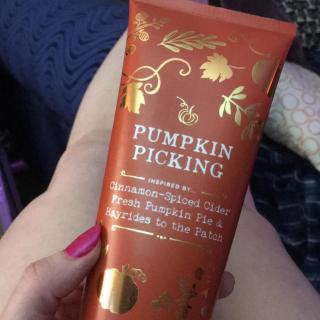 PUMPKIN
PICKING
INSPIRED BY...
Cinnamon-Spiced Cider
Fresh Pumpkin Pie &
Hayrides to the Patch